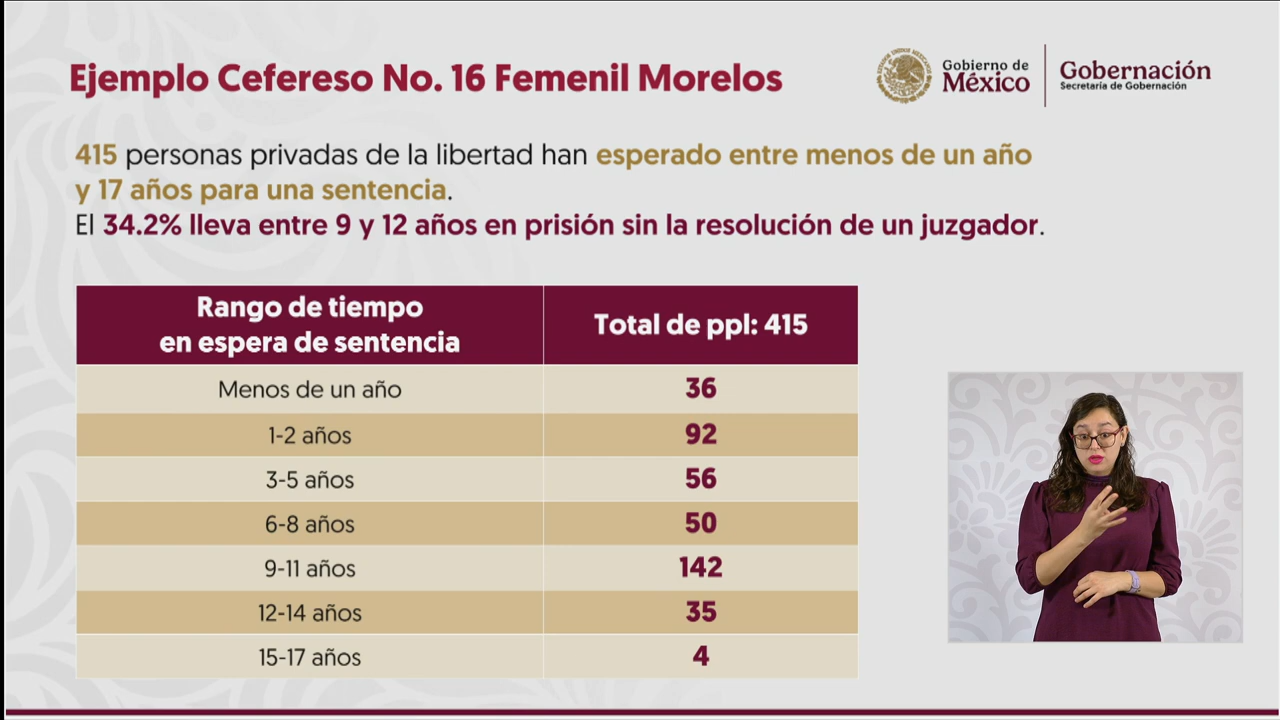 Ejemplo Cefereso No. 16 Femenil Morelos
Gobierno de
México
Gobernación
Secretaría de Gobernación
415 personas privadas de la libertad han esperado entre menos de un año
y 17 años para una sentencia.
El 34.2% lleva entre 9 y 12 años en prisión sin la resolución de un juzgador.
Rango de tiempo
en espera de sentencia
Total de ppl: 415
Menos de un año 36
1-2 años 92
3-5 años 56
6-8 años 50
9-11 años 142
12-14 años 35
15-17 años 4